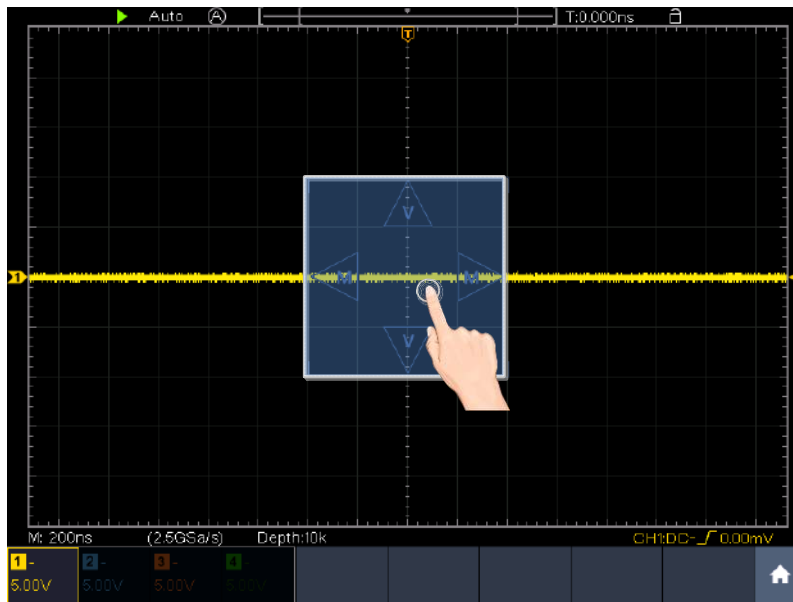 Auto A T:0.000ns
T
V
1 H H
V
M: 200ns (2.5GSa/s) Depth:10k CH1:DC- 0.00mV
1 - 2 - 3 - 4 -
5.00V 5.00V 5.00V 5.00V